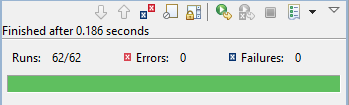 Finished after 0.186 seconds
Runs: 62/62 Errors: 0 Failures: 0